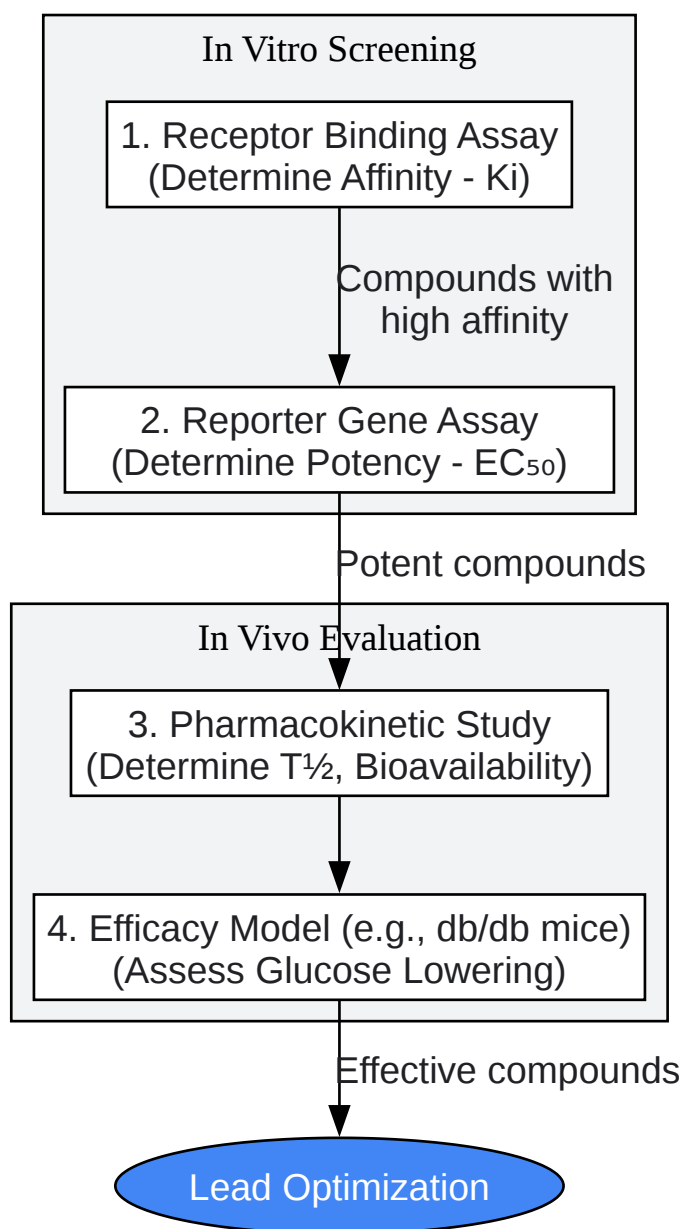 In Vitro Screening
1. Receptor Binding Assay
(Determine Affinity - Ki)
Compounds with
high affinity
2. Reporter Gene Assay
(Determine Potency - EC₅₀)
Potent compounds
In Vivo Evaluation
3. Pharmacokinetic Study
(Determine T½, Bioavailability)
4. Efficacy Model (e.g., db/db mice)
(Assess Glucose Lowering)
Effective compounds
Lead Optimization